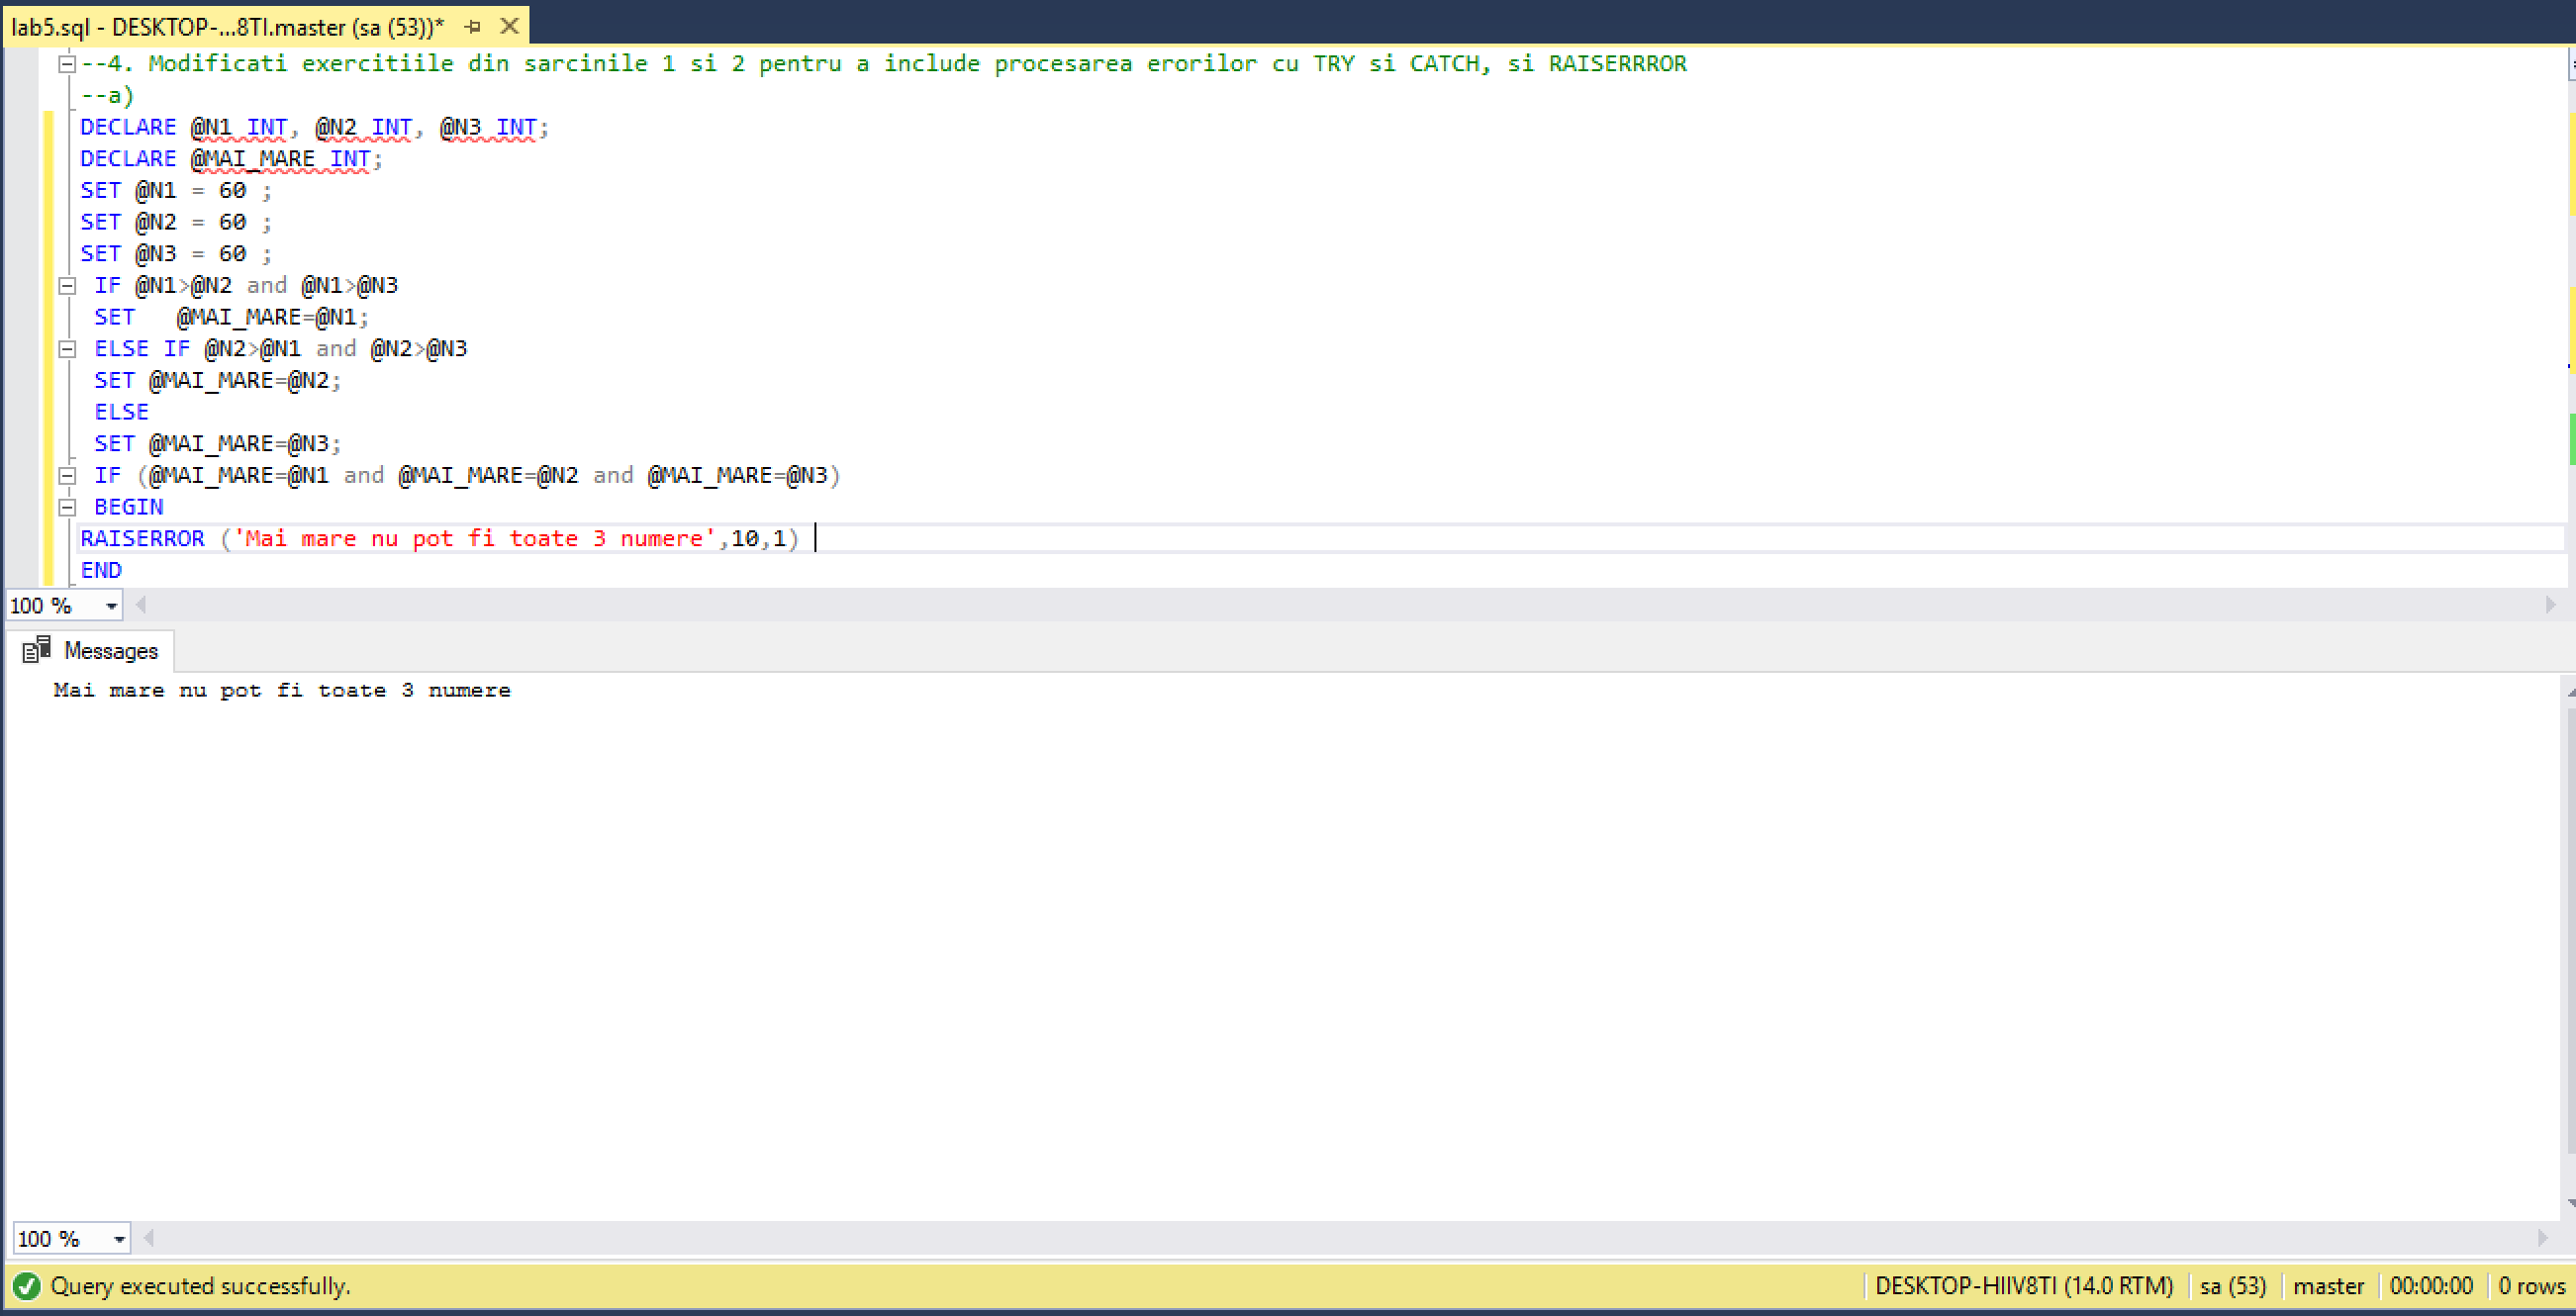 lab5.sql - DESKTOP-...8TI.master (sa (53))*
--4. Modificati exercitiile din sarcinile 1 si 2 pentru a include procesarea erorilor cu TRY si CATCH, si RAISERRROR
--a)
DECLARE @N1 INT, @N2 INT, @N3 INT;
DECLARE @MAI_MARE INT;
SET @N1 = 60 ;
SET @N2 = 60 ;
SET @N3 = 60 ;
IF @N1>@N2 and @N1>@N3
SET   @MAI_MARE=@N1;
ELSE IF @N2>@N1 and @N2>@N3
SET @MAI_MARE=@N2;
ELSE
SET @MAI_MARE=@N3;
IF (@MAI_MARE=@N1 and @MAI_MARE=@N2 and @MAI_MARE=@N3)
BEGIN
RAISERROR ('Mai mare nu pot fi toate 3 numere',10,1)
END
100 %
Messages
Mai mare nu pot fi toate 3 numere
100 %
Query executed successfully. DESKTOP-HIIV8TI (14.0 RTM) sa (53) master 00:00:00 0 rows